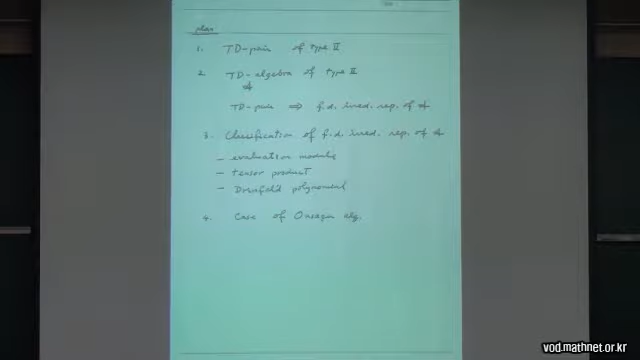 plan
1. TD-pair of type II
2. TD-algebra of type II
A
TD-pair ⇒ f.d. irred. rep. of A
3. Classification of f.d. irred. rep. of A
- evaluation module
- tensor product
- Drinfeld polynomial
4. Case of Onsager alg.
vod.mathnet.or.kr